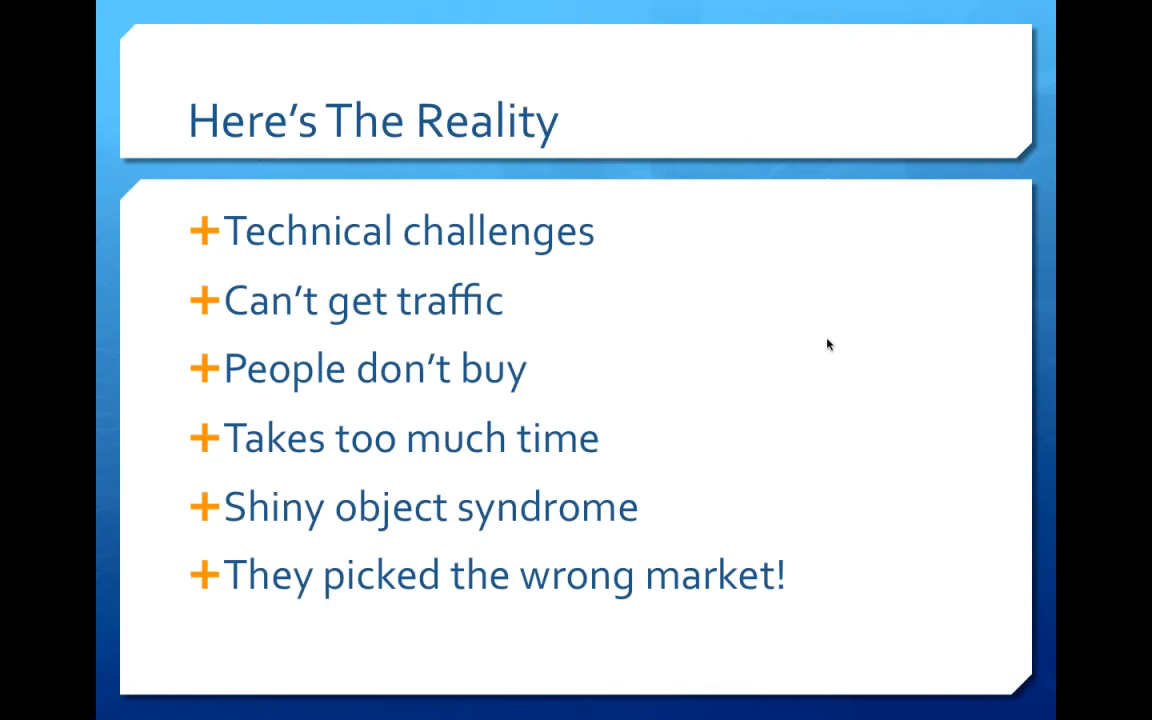 Here’s The Reality
Technical challenges
Can’t get traffic
People don’t buy
Takes too much time
Shiny object syndrome
They picked the wrong market!